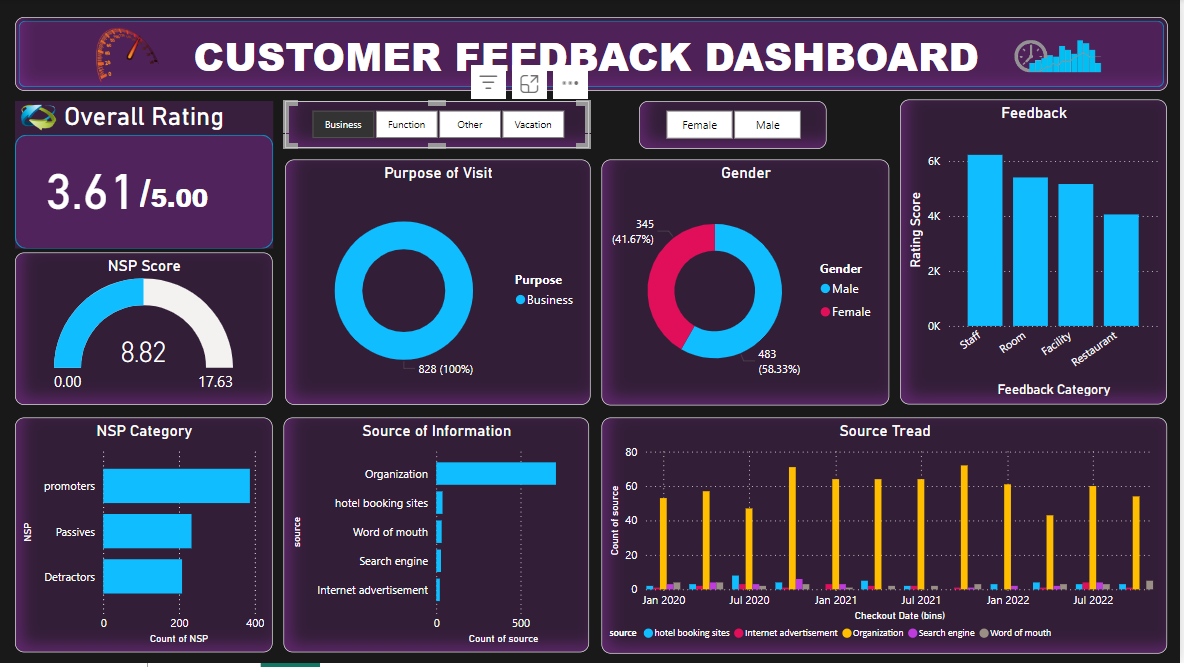 CUSTOMER FEEDBACK DASHBOARD
Overall Rating
3.61/5.00
Business
Function
Other
Vacation
Female
Male
NSP Score
8.82
0.00
17.63
Purpose of Visit
Purpose
Business
828 (100%)
Gender
345
(41.67%)
Gender
Male
Female
483
(58.33%)
Feedback
Rating Score
6K
4K
2K
0K
Staff
Room
Facility
Restaurant
Feedback Category
NSP Category
NSP
promoters
Passives
Detractors
0
200
400
Count of NSP
Source of Information
source
Organization
hotel booking sites
Word of mouth
Search engine
Internet advertisement
0
500
Count of source
Source Tread
Count of source
80
60
40
20
0
Jan 2020
Jul 2020
Jan 2021
Jul 2021
Jan 2022
Jul 2022
Checkout Date (bins)
source
hotel booking sites
Internet advertisement
Organization
Search engine
Word of mouth